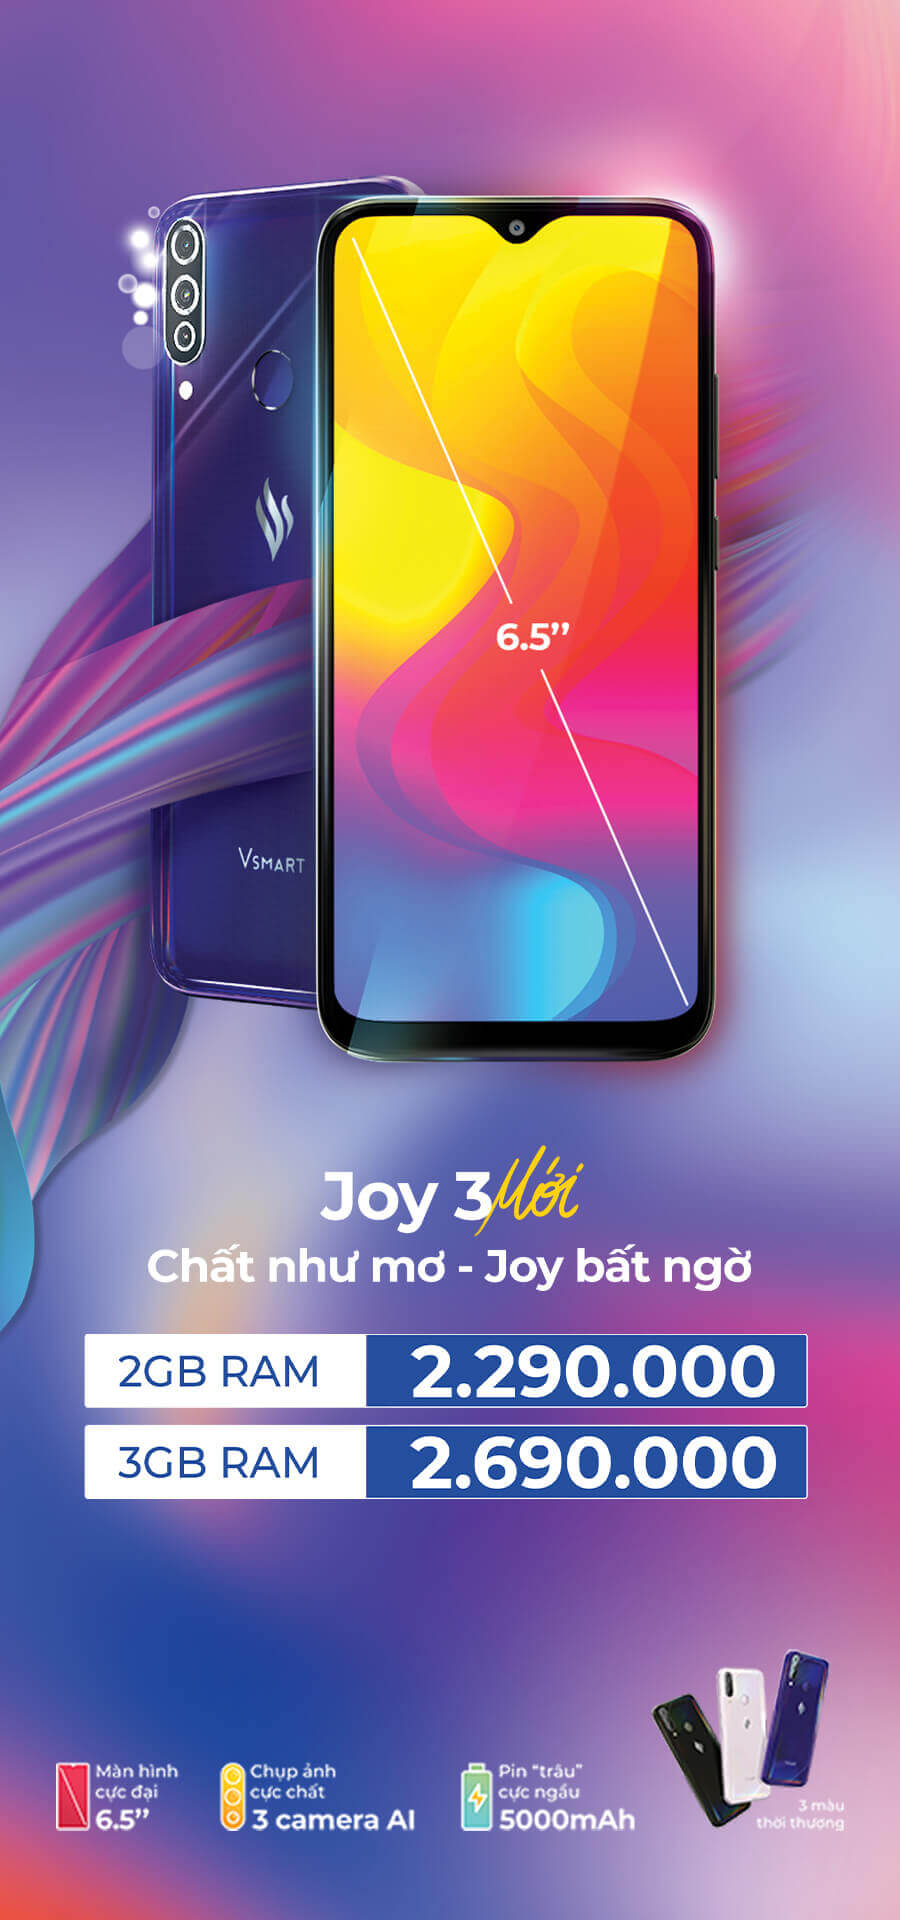 6.5”
VSMART
Joy 3 Mới
Chất như mơ - Joy bất ngờ
2GB RAM 2.290.000
3GB RAM 2.690.000
Màn hình
cực đại
6.5”
Chụp ảnh
cực chất
3 camera AI
Pin “trâu”
cực ngầu
5000mAh
3 màu
thời thượng